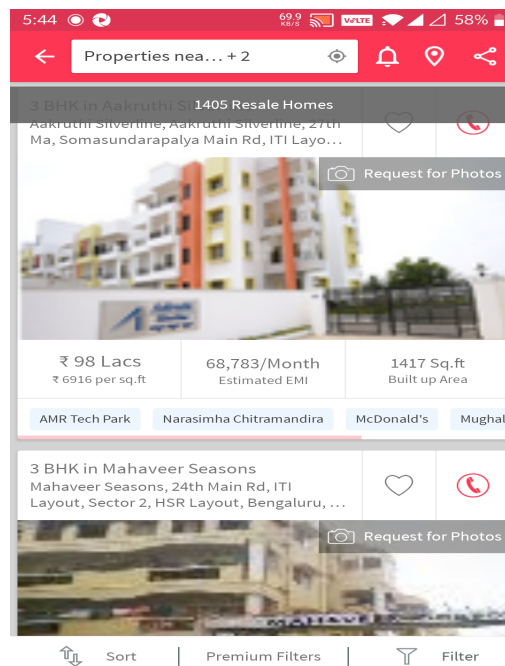 5:44
69.9
KB/S
VoLTE
58%
Properties nea... + 2
1405 Resale Homes
3 BHK in Aakruthi Sil
Aakruthi Silverline, Aakruthi Silverline, 27th
Ma, Somasundarapalya Main Rd, ITI Layo...
Request for Photos
₹ 98 Lacs
₹ 6916 per sq.ft
68,783/Month
Estimated EMI
1417 Sq.ft
Built up Area
AMR Tech Park
Narasimha Chitramandira
McDonald's
Mughal
3 BHK in Mahaveer Seasons
Mahaveer Seasons, 24th Main Rd, ITI
Layout, Sector 2, HSR Layout, Bengaluru, ...
Request for Photos
Sort
Premium Filters
Filter